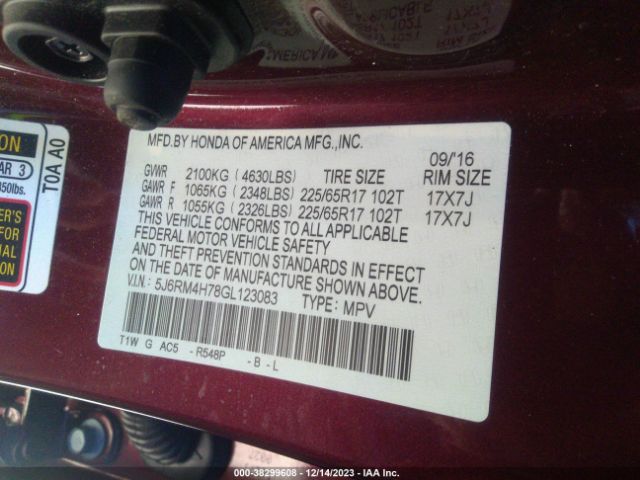 MFD.BY HONDA OF AMERICA MFG.,INC.
09/'16
GVWR 2100KG (4630LBS) TIRE SIZE RIM SIZE
GAWR F 1065KG (2348LBS) 225/65R17 102T 17X7J
GAWR R 1055KG (2326LBS) 225/65R17 102T 17X7J
THIS VEHICLE CONFORMS TO ALL APPLICABLE
FEDERAL MOTOR VEHICLE SAFETY
AND THEFT PREVENTION STANDARDS IN EFFECT
ON THE DATE OF MANUFACTURE SHOWN ABOVE.
V.I.N.: 5J6RM4H78GL123083 TYPE: MPV
T1W G AC5 - R548P - B - L
T0A A0
AR 3
350lbs.
000-38299608 - 12/14/2023 - IAA Inc.